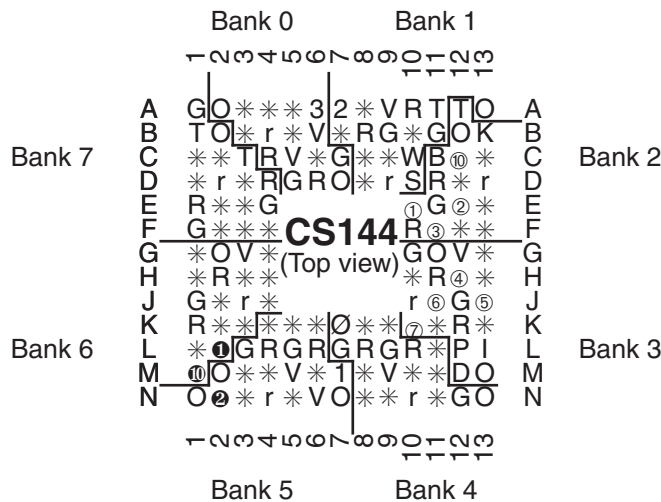 Bank 0 Bank 1
1 2 3 4 5 6 7 8 9 10 11 12 13
A G O ✳ ✳ ✳ 3 2 ✳ V R T T O A
B T O ✳ r ✳ V ✳ R G ✳ G O K B
Bank 7 C ✳ ✳ T R V ✳ G ✳ ✳ W B ⑩ ✳ C Bank 2
D ✳ r ✳ R G R O ✳ r S R ✳ r D
E R ✳ ✳ G ① G ② ✳ E
F G ✳ ✳ ✳ CS144 R ③ ✳ ✳ F
G ✳ O V ✳ (Top view) G O V ✳ G
H ✳ R ✳ ✳ ✳ R ④ ✳ H
J G ✳ r ✳ r ⑥ G ⑤ J
K R ✳ ✳ ✳ ✳ ✳ Ø ✳ ✳ ⑦ ✳ R ✳ K
Bank 6 L ✳ ❶ G R G R G R G R ✳ P I L Bank 3
M ❿ O ✳ ✳ V ✳ 1 ✳ V ✳ ✳ D O M
N O ❷ ✳ r ✳ V O ✳ ✳ r ✳ G O N
1 2 3 4 5 6 7 8 9 10 11 12 13
Bank 5 Bank 4